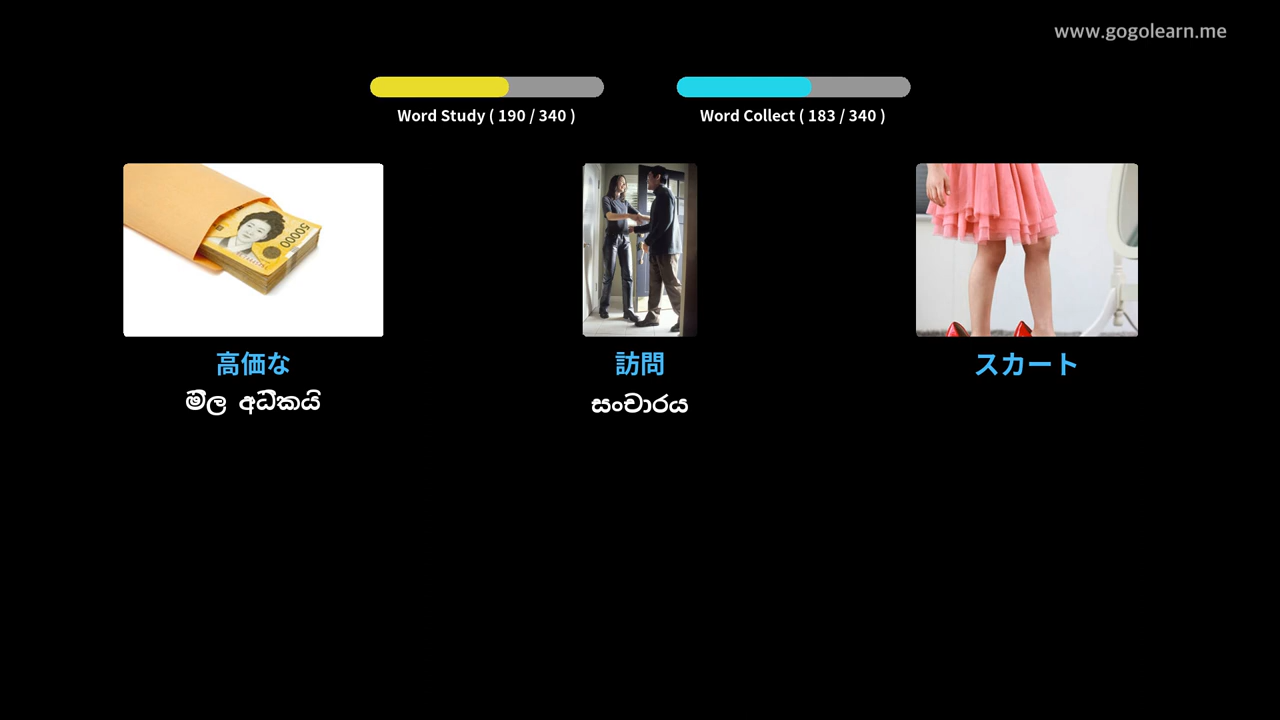 www.gogolearn.me
Word Study ( 190 / 340 )
Word Collect ( 183 / 340 )
50000
高価な
මිල අධිකයි
訪問
සංචාරය
スカート